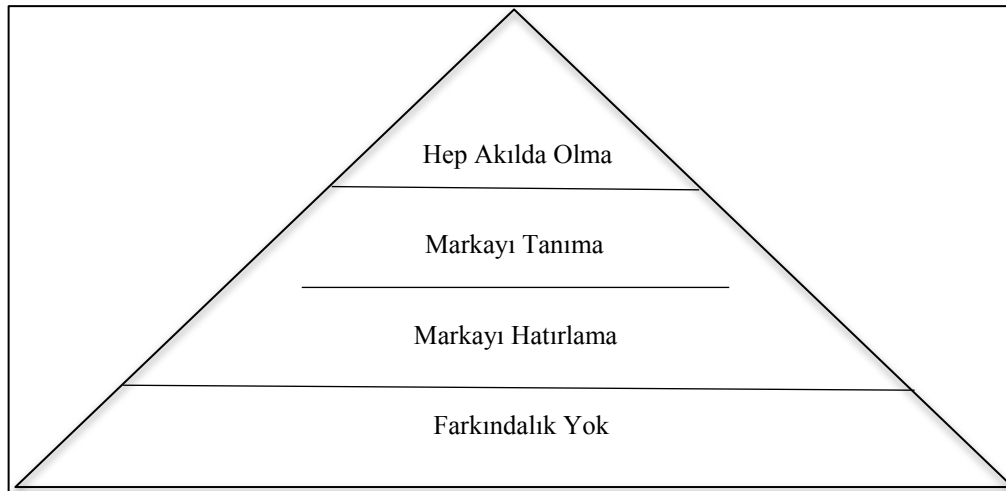 Hep Akılda Olma
Markayı Tanıma
Markayı Hatırlama
Farkındalık Yok